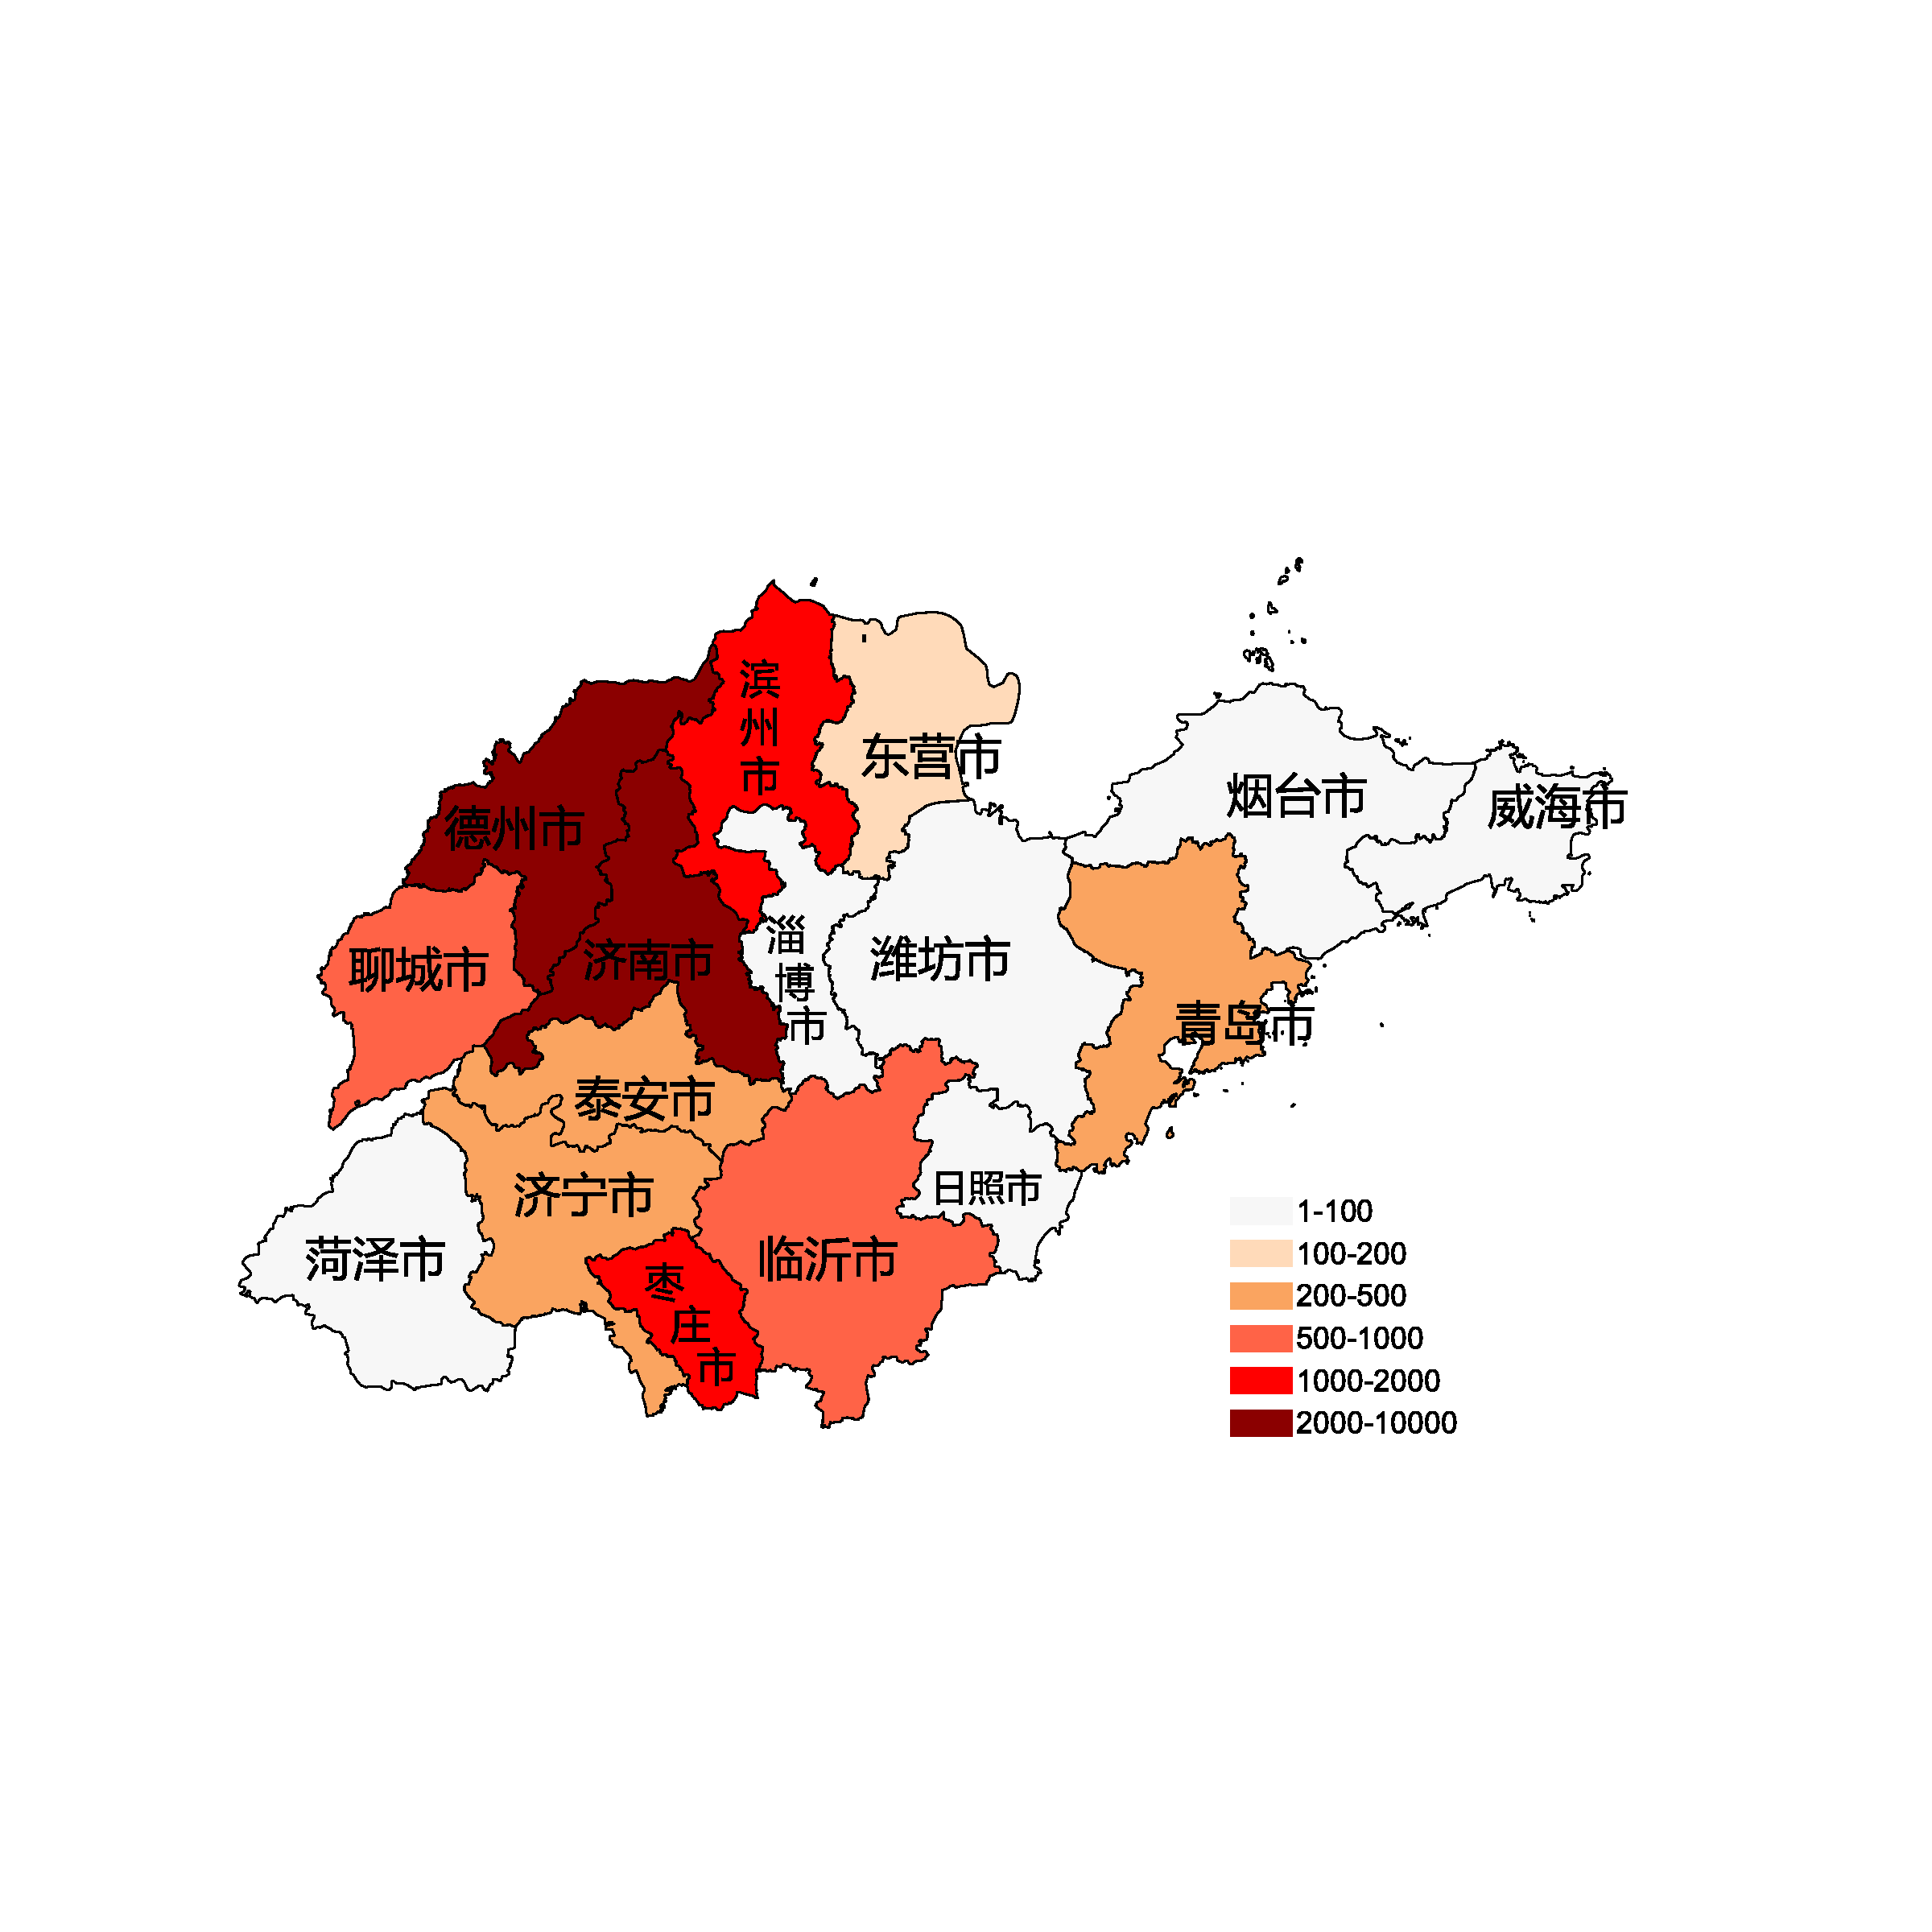 滨州市
东营市
德州市
烟台市
威海市
聊城市
济南市
淄博市
潍坊市
青岛市
泰安市
济宁市
日照市
菏泽市
枣庄市
临沂市
1-100
100-200
200-500
500-1000
1000-2000
2000-10000